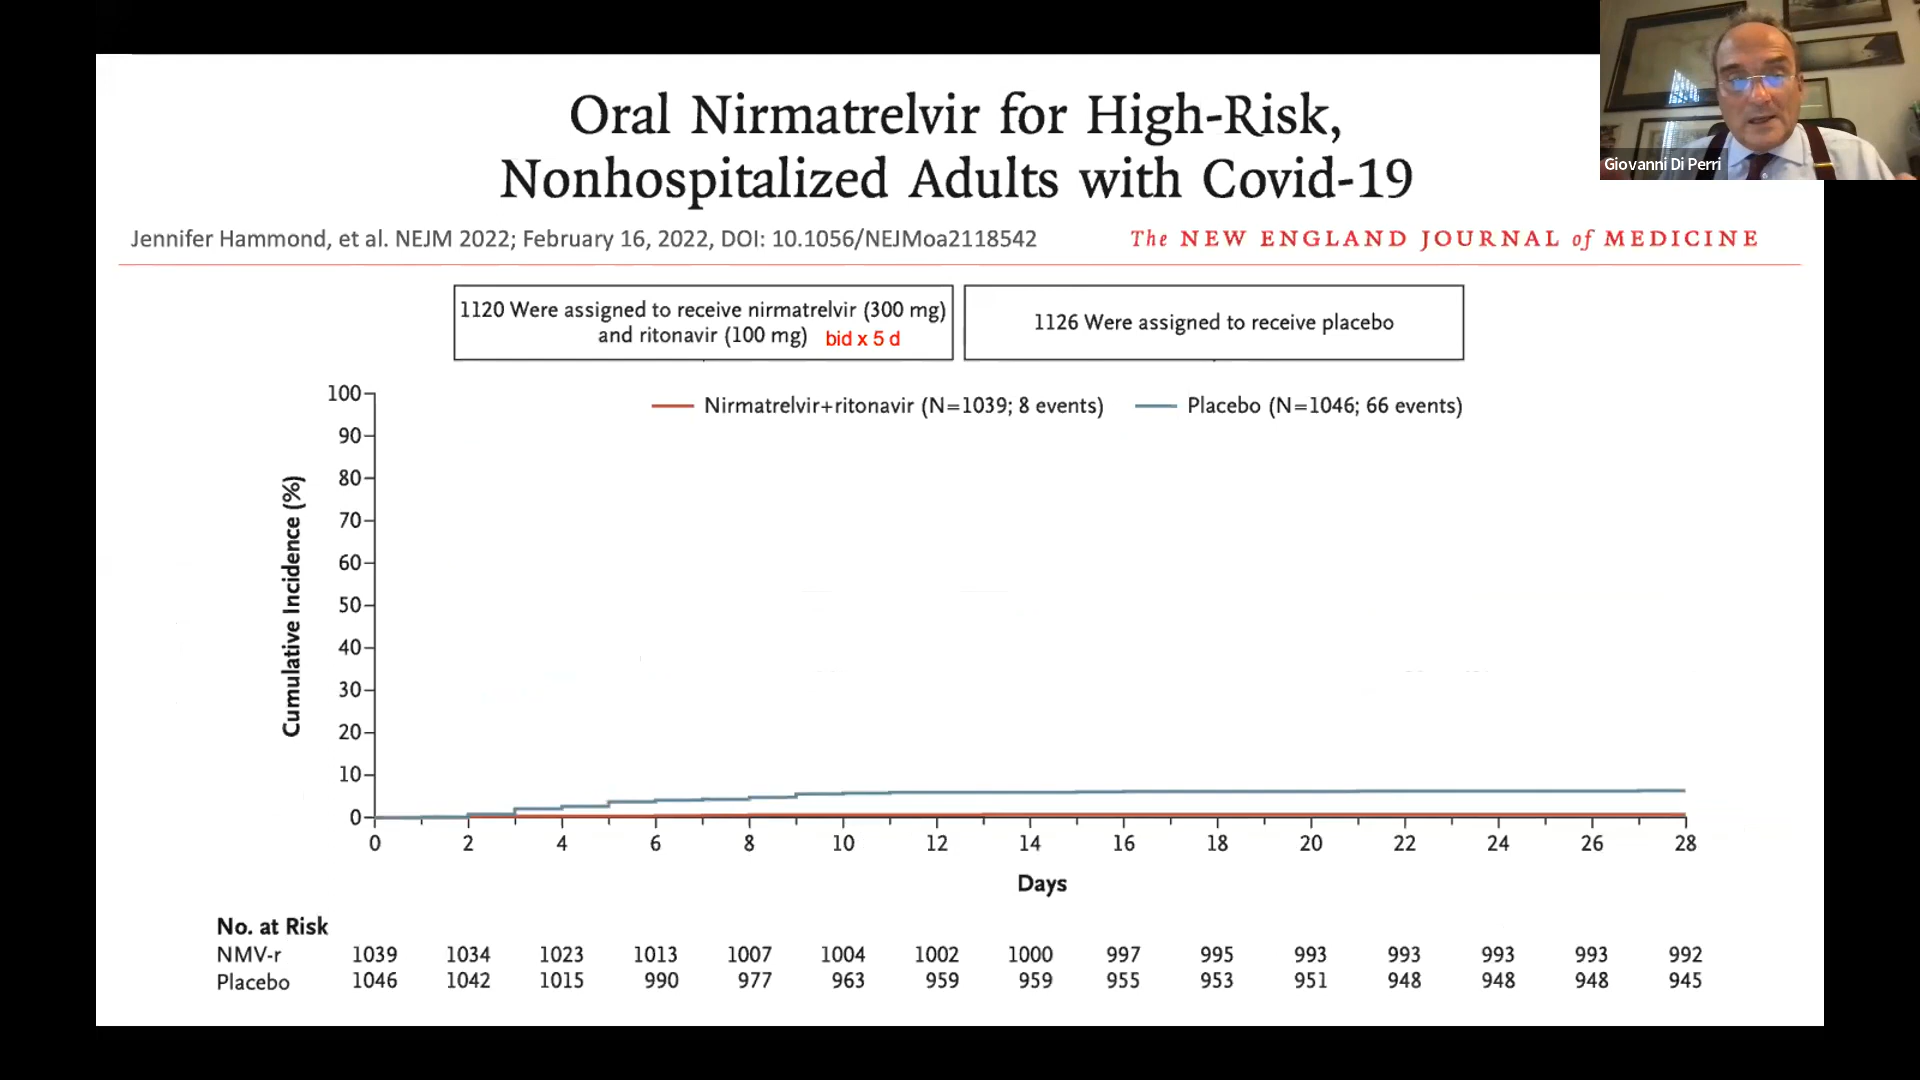 Oral Nirmatrelvir for High-Risk,
Nonhospitalized Adults with Covid-19
Giovanni Di Perri
Jennifer Hammond, et al. NEJM 2022; February 16, 2022, DOI: 10.1056/NEJMoa2118542
The NEW ENGLAND JOURNAL of MEDICINE
1120 Were assigned to receive nirmatrelvir (300 mg)
and ritonavir (100 mg) bid x 5 d
1126 Were assigned to receive placebo
Nirmatrelvir+ritonavir (N=1039; 8 events)
Placebo (N=1046; 66 events)
Cumulative Incidence (%)
100
90
80
70
60
50
40
30
20
10
0
0 2 4 6 8 10 12 14 16 18 20 22 24 26 28
Days
No. at Risk
NMV-r 1039 1034 1023 1013 1007 1004 1002 1000 997 995 993 993 993 993 992
Placebo 1046 1042 1015 990 977 963 959 959 955 953 951 948 948 948 945